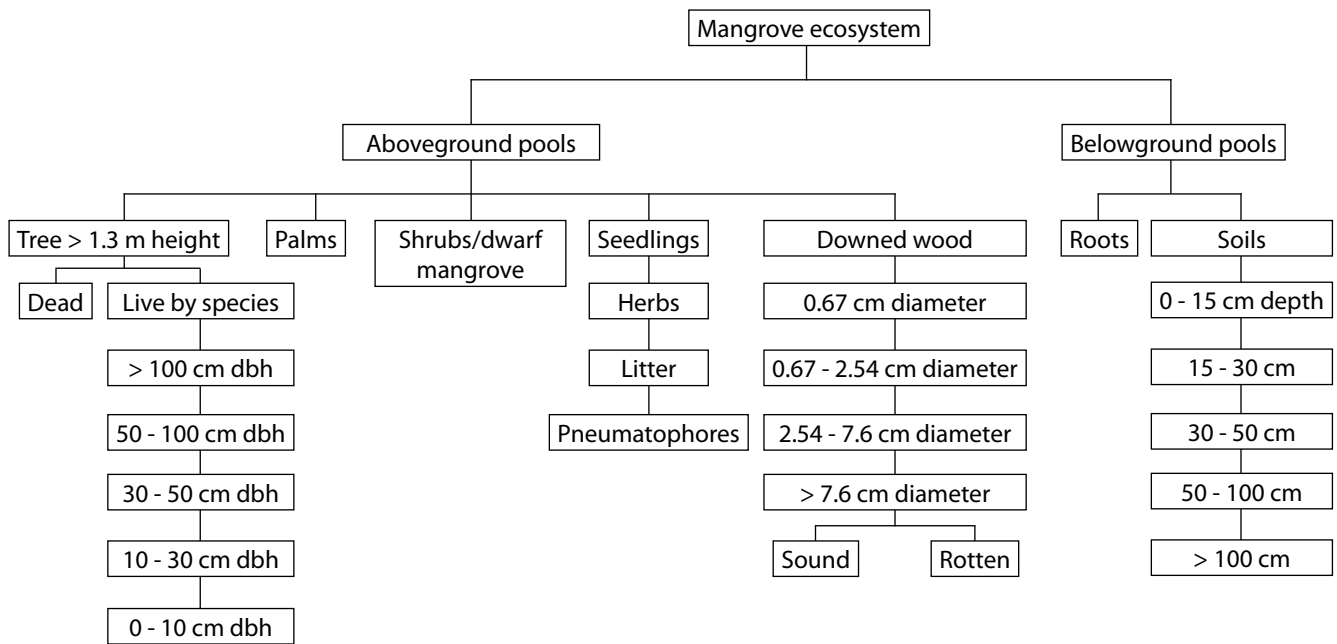 Mangrove ecosystem
Aboveground pools
Belowground pools
Tree > 1.3 m height
Palms
Shrubs/dwarf
mangrove
Seedlings
Downed wood
Roots
Soils
Dead
Live by species
Herbs
0.67 cm diameter
0 - 15 cm depth
> 100 cm dbh
Litter
0.67 - 2.54 cm diameter
15 - 30 cm
50 - 100 cm dbh
Pneumatophores
2.54 - 7.6 cm diameter
30 - 50 cm
30 - 50 cm dbh
> 7.6 cm diameter
50 - 100 cm
10 - 30 cm dbh
Sound
Rotten
> 100 cm
0 - 10 cm dbh